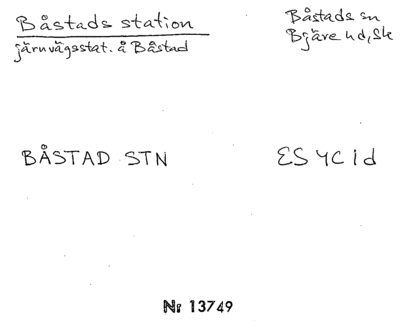 Båstads station
Båstads sn
järnvägsstat. å Båstad
Bjäre hd, Sk
BÅSTAD STN
ES 4C 1d
Nr 13749